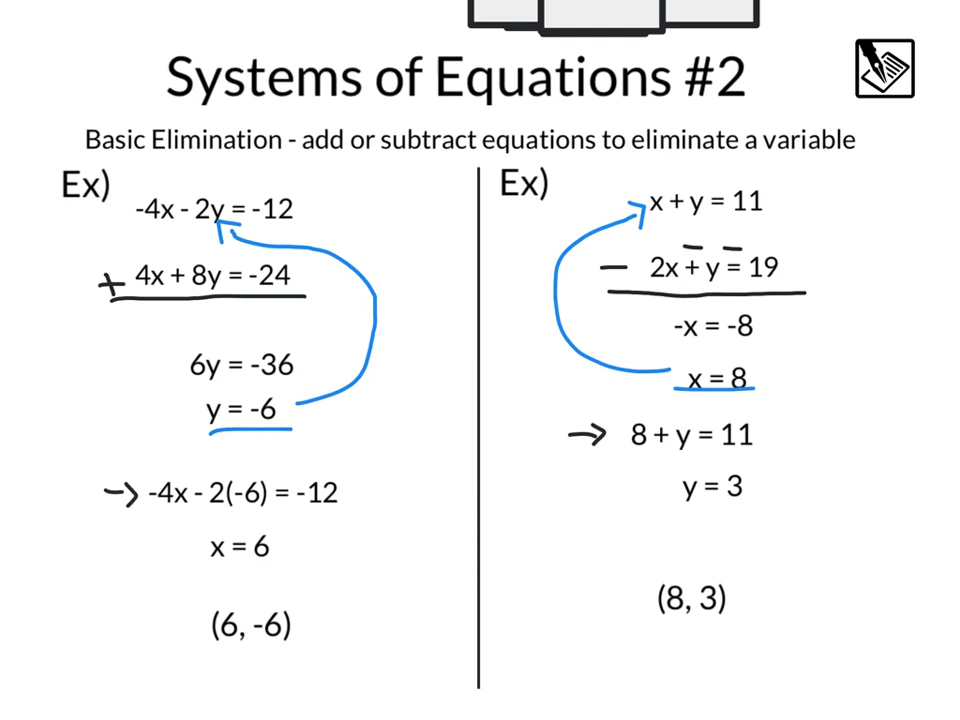 Systems of Equations #2
Basic Elimination - add or subtract equations to eliminate a variable
Ex)
-4x - 2y = -12
+ 4x + 8y = -24
6y = -36
y = -6
→ -4x - 2(-6) = -12
x = 6
(6, -6)
Ex)
x + y = 11
- 2x + y = 19
-x = -8
x = 8
→ 8 + y = 11
y = 3
(8, 3)